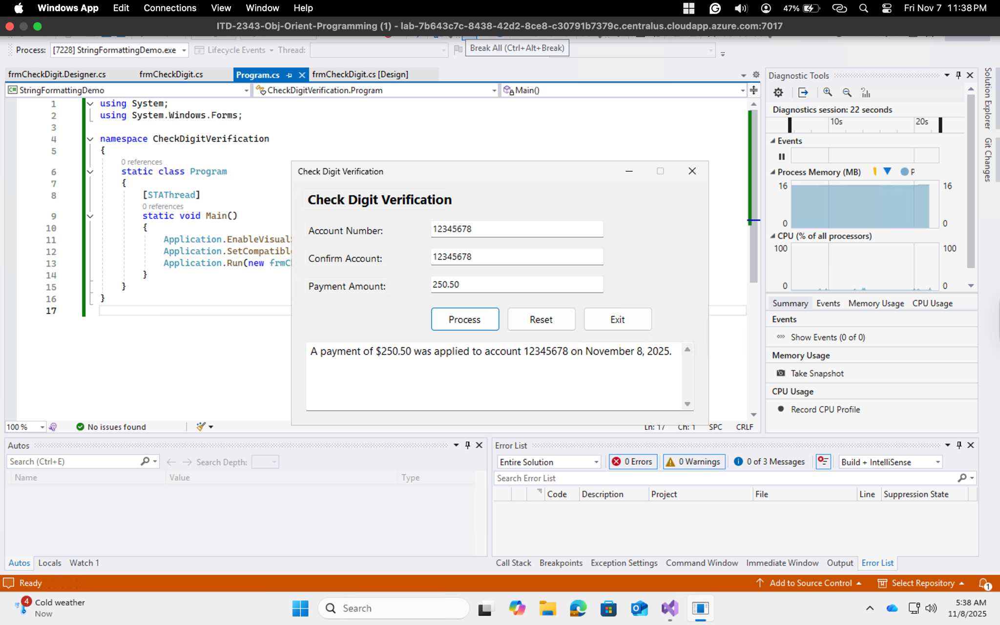 Windows App Edit Connections View Window Help 47% Fri Nov 7 11:38 PM
ITD-2343-Obj-Orient-Programming (1) - lab-7b643c7c-8438-42d2-8ce8-c30791b7379c.centralus.cloudapp.azure.com:7017
Process: [7228] StringFormattingDemo.exe Lifecycle Events Thread: Break All (Ctrl+Alt+Break)
frmCheckDigit.Designer.cs frmCheckDigit.cs Program.cs frmCheckDigit.cs [Design]
C# StringFormattingDemo CheckDigitVerification.Program Main()
1 using System;
2 using System.Windows.Forms;
3
4 namespace CheckDigitVerification
5 {
0 references
6 static class Program
7 {
8 [STAThread]
0 references
9 static void Main()
10 {
11 Application.EnableVisual
12 Application.SetCompatibl
13 Application.Run(new frmC
14 }
15 }
16 }
17
Check Digit Verification
Check Digit Verification
Account Number: 12345678
Confirm Account: 12345678
Payment Amount: 250.50
Process Reset Exit
A payment of $250.50 was applied to account 12345678 on November 8, 2025.
100 % No issues found Ln: 17 Ch: 1 SPC CRLF
Diagnostic Tools
Diagnostics session: 22 seconds
10s 20s
Events
Process Memory (MB) P
16 16
0 0
CPU (% of all processors)
100 100
0 0
Summary Events Memory Usage CPU Usage
Events
Show Events (0 of 0)
Memory Usage
Take Snapshot
CPU Usage
Record CPU Profile
Solution Explorer
Git Changes
Autos
Search (Ctrl+E) Search Depth:
Name Value Type
Autos Locals Watch 1
Error List
Entire Solution 0 Errors 0 Warnings 0 of 3 Messages Build + IntelliSense
Search Error List
Code Description Project File Line Suppression State
Call Stack Breakpoints Exception Settings Command Window Immediate Window Output Error List
Ready Add to Source Control Select Repository 1
4 Cold weather
Now
Search
5:38 AM
11/8/2025